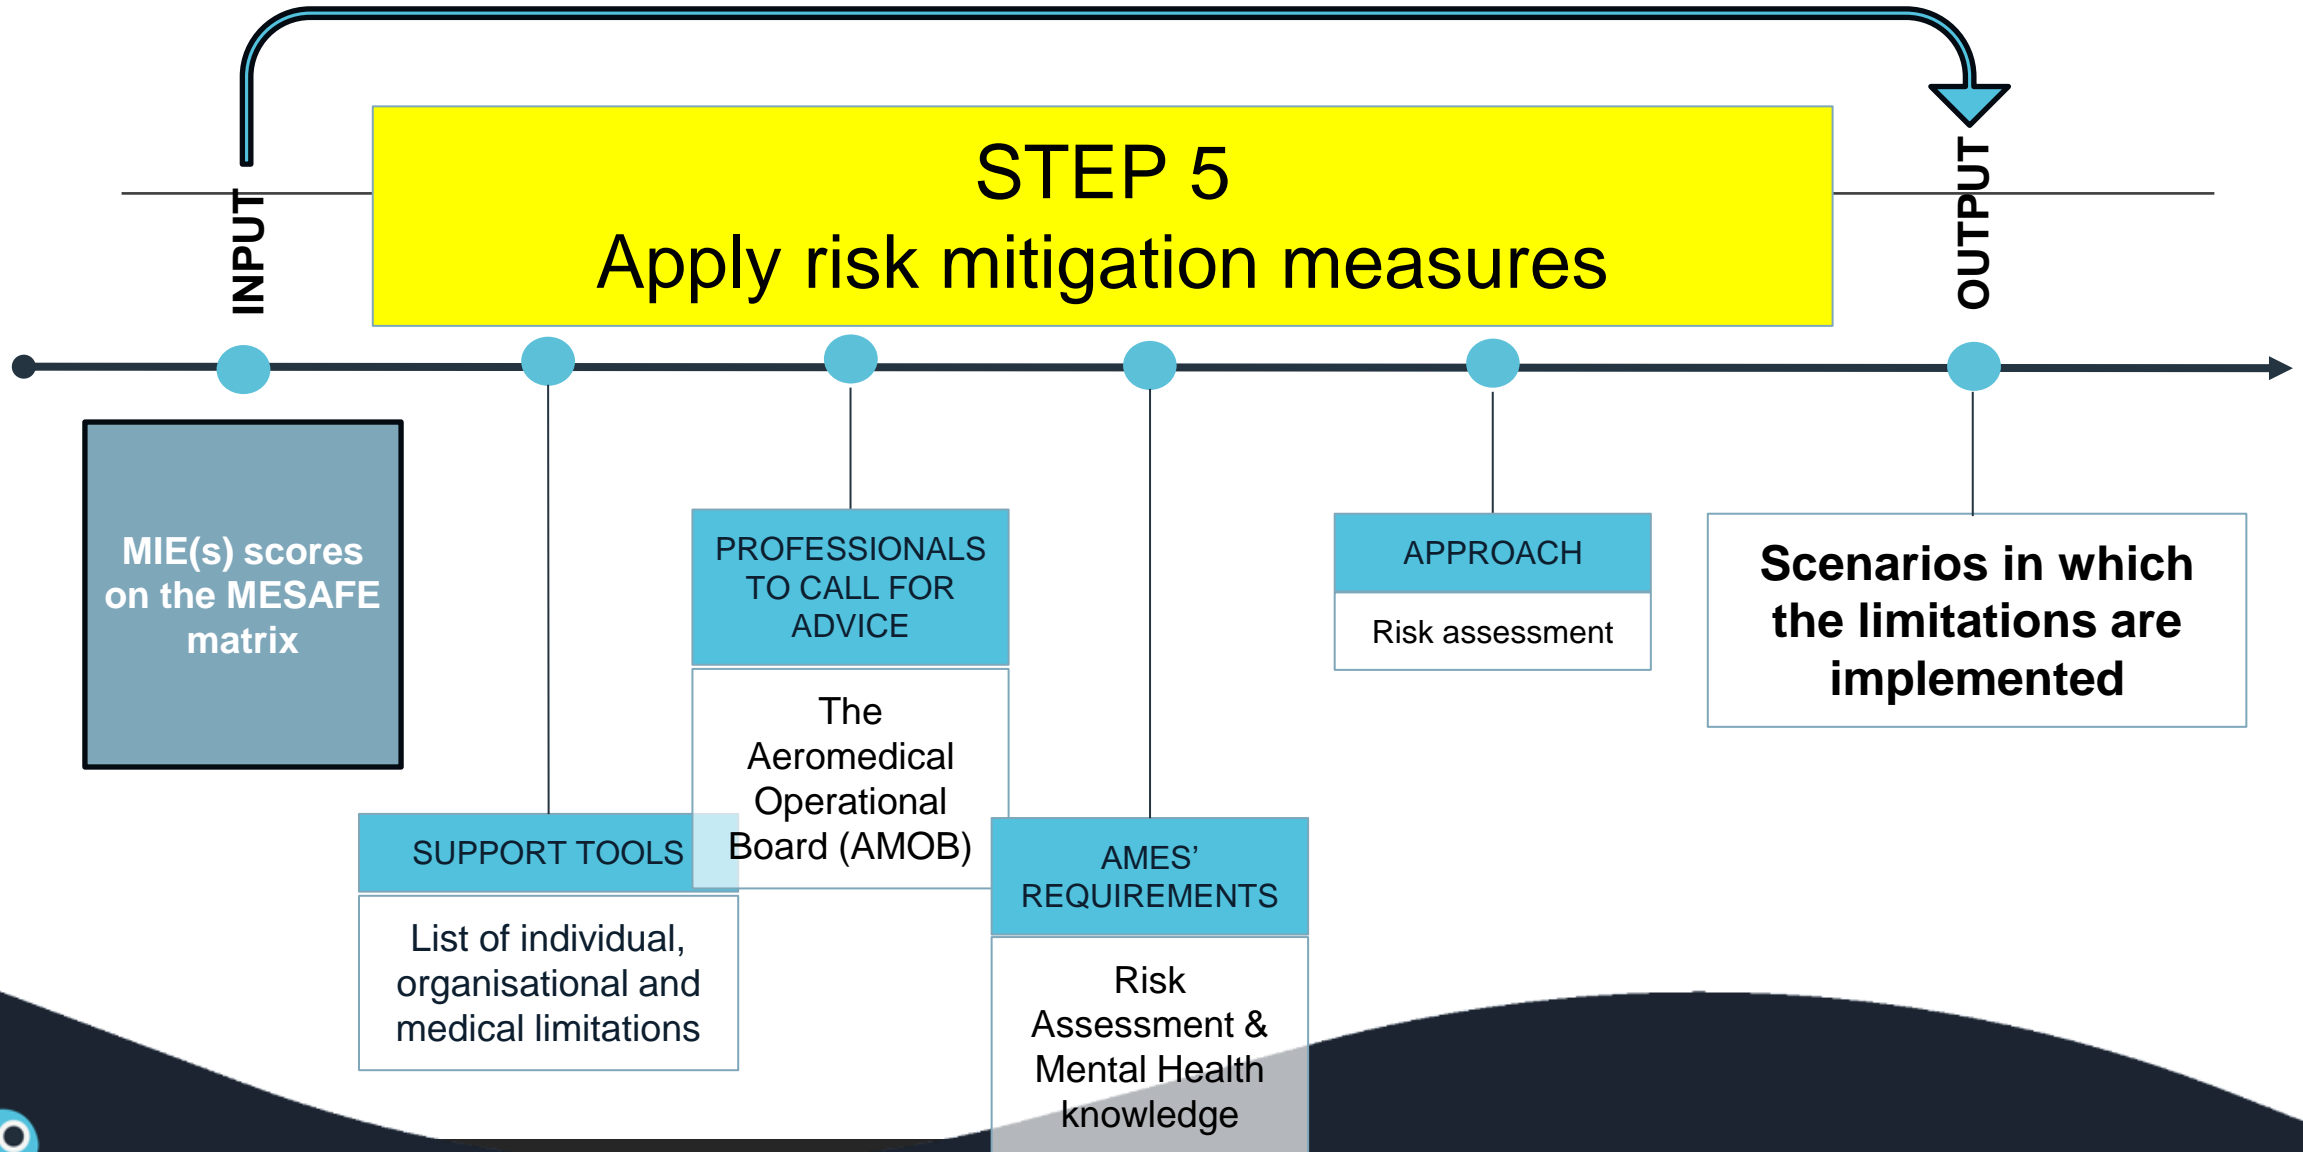 STEP 5
Apply risk mitigation measures
INPUT
OUTPUT
MIE(s) scores
on the MESAFE
matrix
SUPPORT TOOLS
List of individual,
organisational and
medical limitations
PROFESSIONALS
TO CALL FOR
ADVICE
The
Aeromedical
Operational
Board (AMOB)
AMES’
REQUIREMENTS
Risk
Assessment &
Mental Health
knowledge
APPROACH
Risk assessment
Scenarios in which
the limitations are
implemented